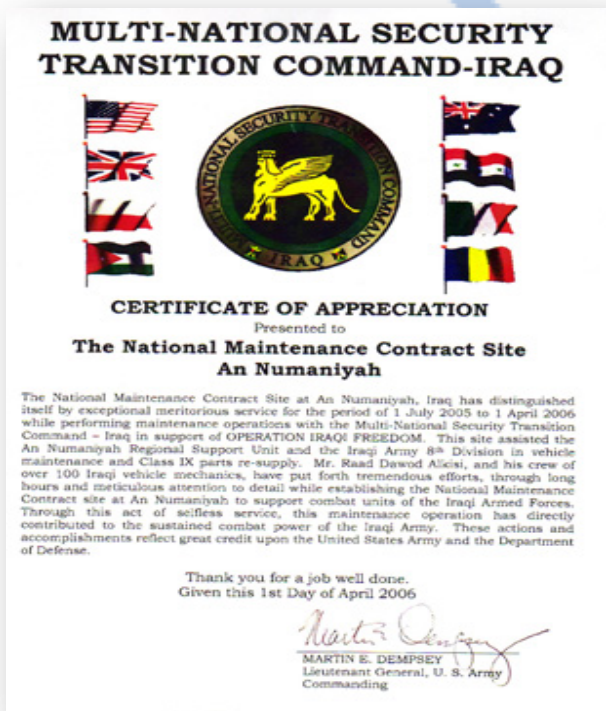 MULTI-NATIONAL SECURITY
TRANSITION COMMAND-IRAQ
MULTI-NATIONAL SECURITY TRANSITION COMMAND
IRAQ
CERTIFICATE OF APPRECIATION
Presented to
The National Maintenance Contract Site
An Numaniyah
The National Maintenance Contract Site at An Numaniyah, Iraq has distinguished
itself by exceptional meritorious service for the period of 1 July 2005 to 1 April 2006
while performing maintenance operations with the Multi-National Security Transition
Command – Iraq in support of OPERATION IRAQI FREEDOM. This site assisted the
An Numaniyah Regional Support Unit and the Iraqi Army 8th Division in vehicle
maintenance and Class IX parts re-supply. Mr. Raad Dawod Alicisi, and his crew of
over 100 Iraqi vehicle mechanics, have put forth tremendous efforts, through long
hours and meticulous attention to detail while establishing the National Maintenance
Contract site at An Numaniyah to support combat units of the Iraqi Armed Forces.
Through this act of selfless service, this maintenance operation has directly
contributed to the sustained combat power of the Iraqi Army. These actions and
accomplishments reflect great credit upon the United States Army and the Department
of Defense.
Thank you for a job well done.
Given this 1st Day of April 2006
Martin E Dempsey
MARTIN E. DEMPSEY
Lieutenant General, U. S. Army
Commanding